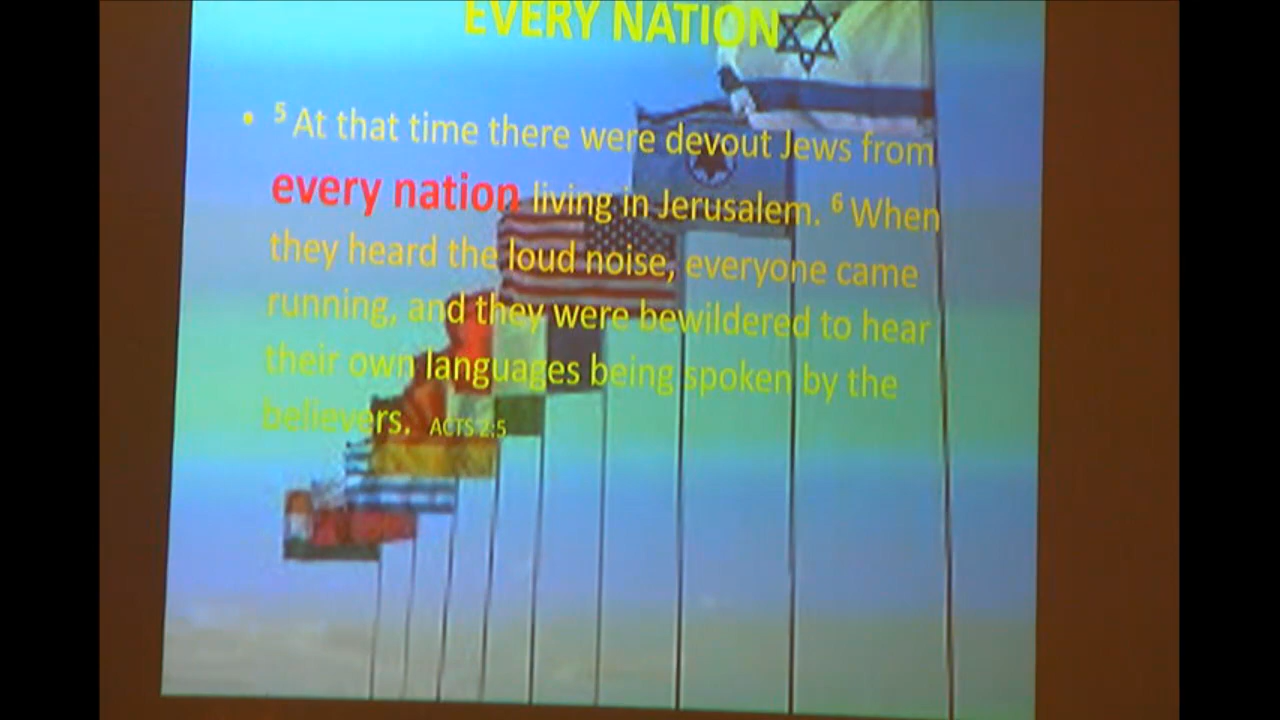 EVERY NATION
• ⁵ At that time there were devout Jews from
every nation living in Jerusalem. ⁶ When
they heard the loud noise, everyone came
running, and they were bewildered to hear
their own languages being spoken by the
believers. ACTS 2:5